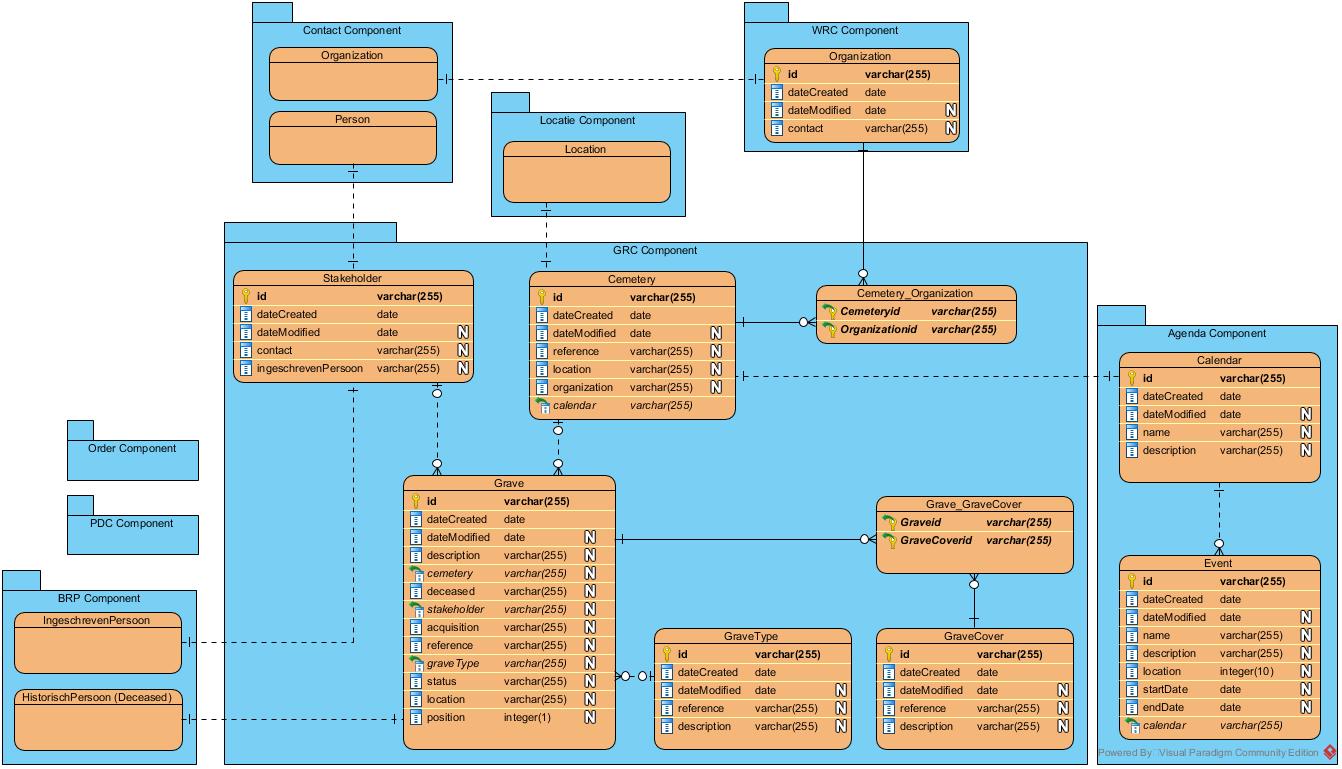 Contact Component
Organization
Person
WRC Component
Organization
id varchar(255)
dateCreated date
dateModified date N
contact varchar(255) N
Locatie Component
Location
GRC Component
Stakeholder
id varchar(255)
dateCreated date
dateModified date N
contact varchar(255) N
ingeschrevenPersoon varchar(255) N
Cemetery
id varchar(255)
dateCreated date
dateModified date N
reference varchar(255) N
location varchar(255) N
organization varchar(255) N
calendar varchar(255)
Cemetery_Organization
Cemeteryid varchar(255)
Organizationid varchar(255)
Agenda Component
Calendar
id varchar(255)
dateCreated date
dateModified date N
name varchar(255) N
description varchar(255) N
Order Component
PDC Component
Grave
id varchar(255)
dateCreated date
dateModified date N
description varchar(255) N
cemetery varchar(255) N
deceased varchar(255) N
stakeholder varchar(255) N
acquisition varchar(255) N
reference varchar(255) N
graveType varchar(255) N
status varchar(255) N
location varchar(255) N
position integer(1) N
Grave_GraveCover
Graveid varchar(255)
GraveCoverid varchar(255)
Event
id varchar(255)
dateCreated date
dateModified date N
name varchar(255) N
description varchar(255) N
location integer(10) N
startDate date N
endDate date N
calendar varchar(255)
BRP Component
IngeschrevenPersoon
HistorischPersoon (Deceased)
GraveType
id varchar(255)
dateCreated date
dateModified date N
reference varchar(255) N
description varchar(255) N
GraveCover
id varchar(255)
dateCreated date
dateModified date N
reference varchar(255) N
description varchar(255) N
Powered By Visual Paradigm Community Edition